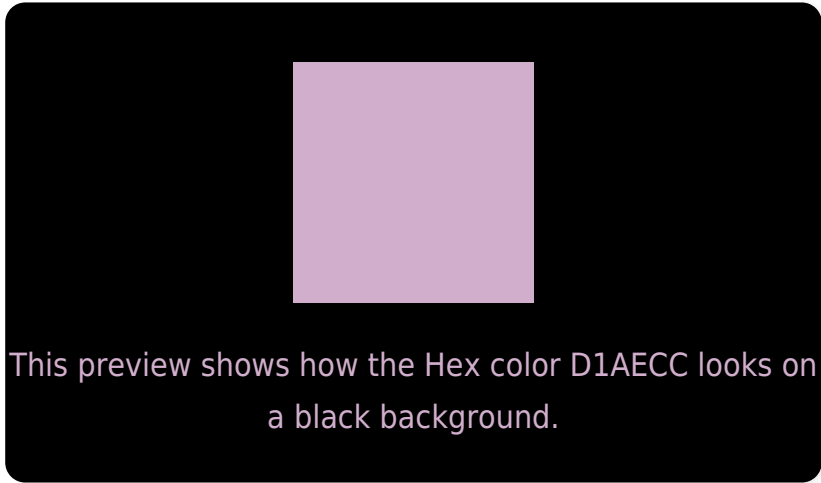 This preview shows how the Hex color D1AECC looks on
a black background.